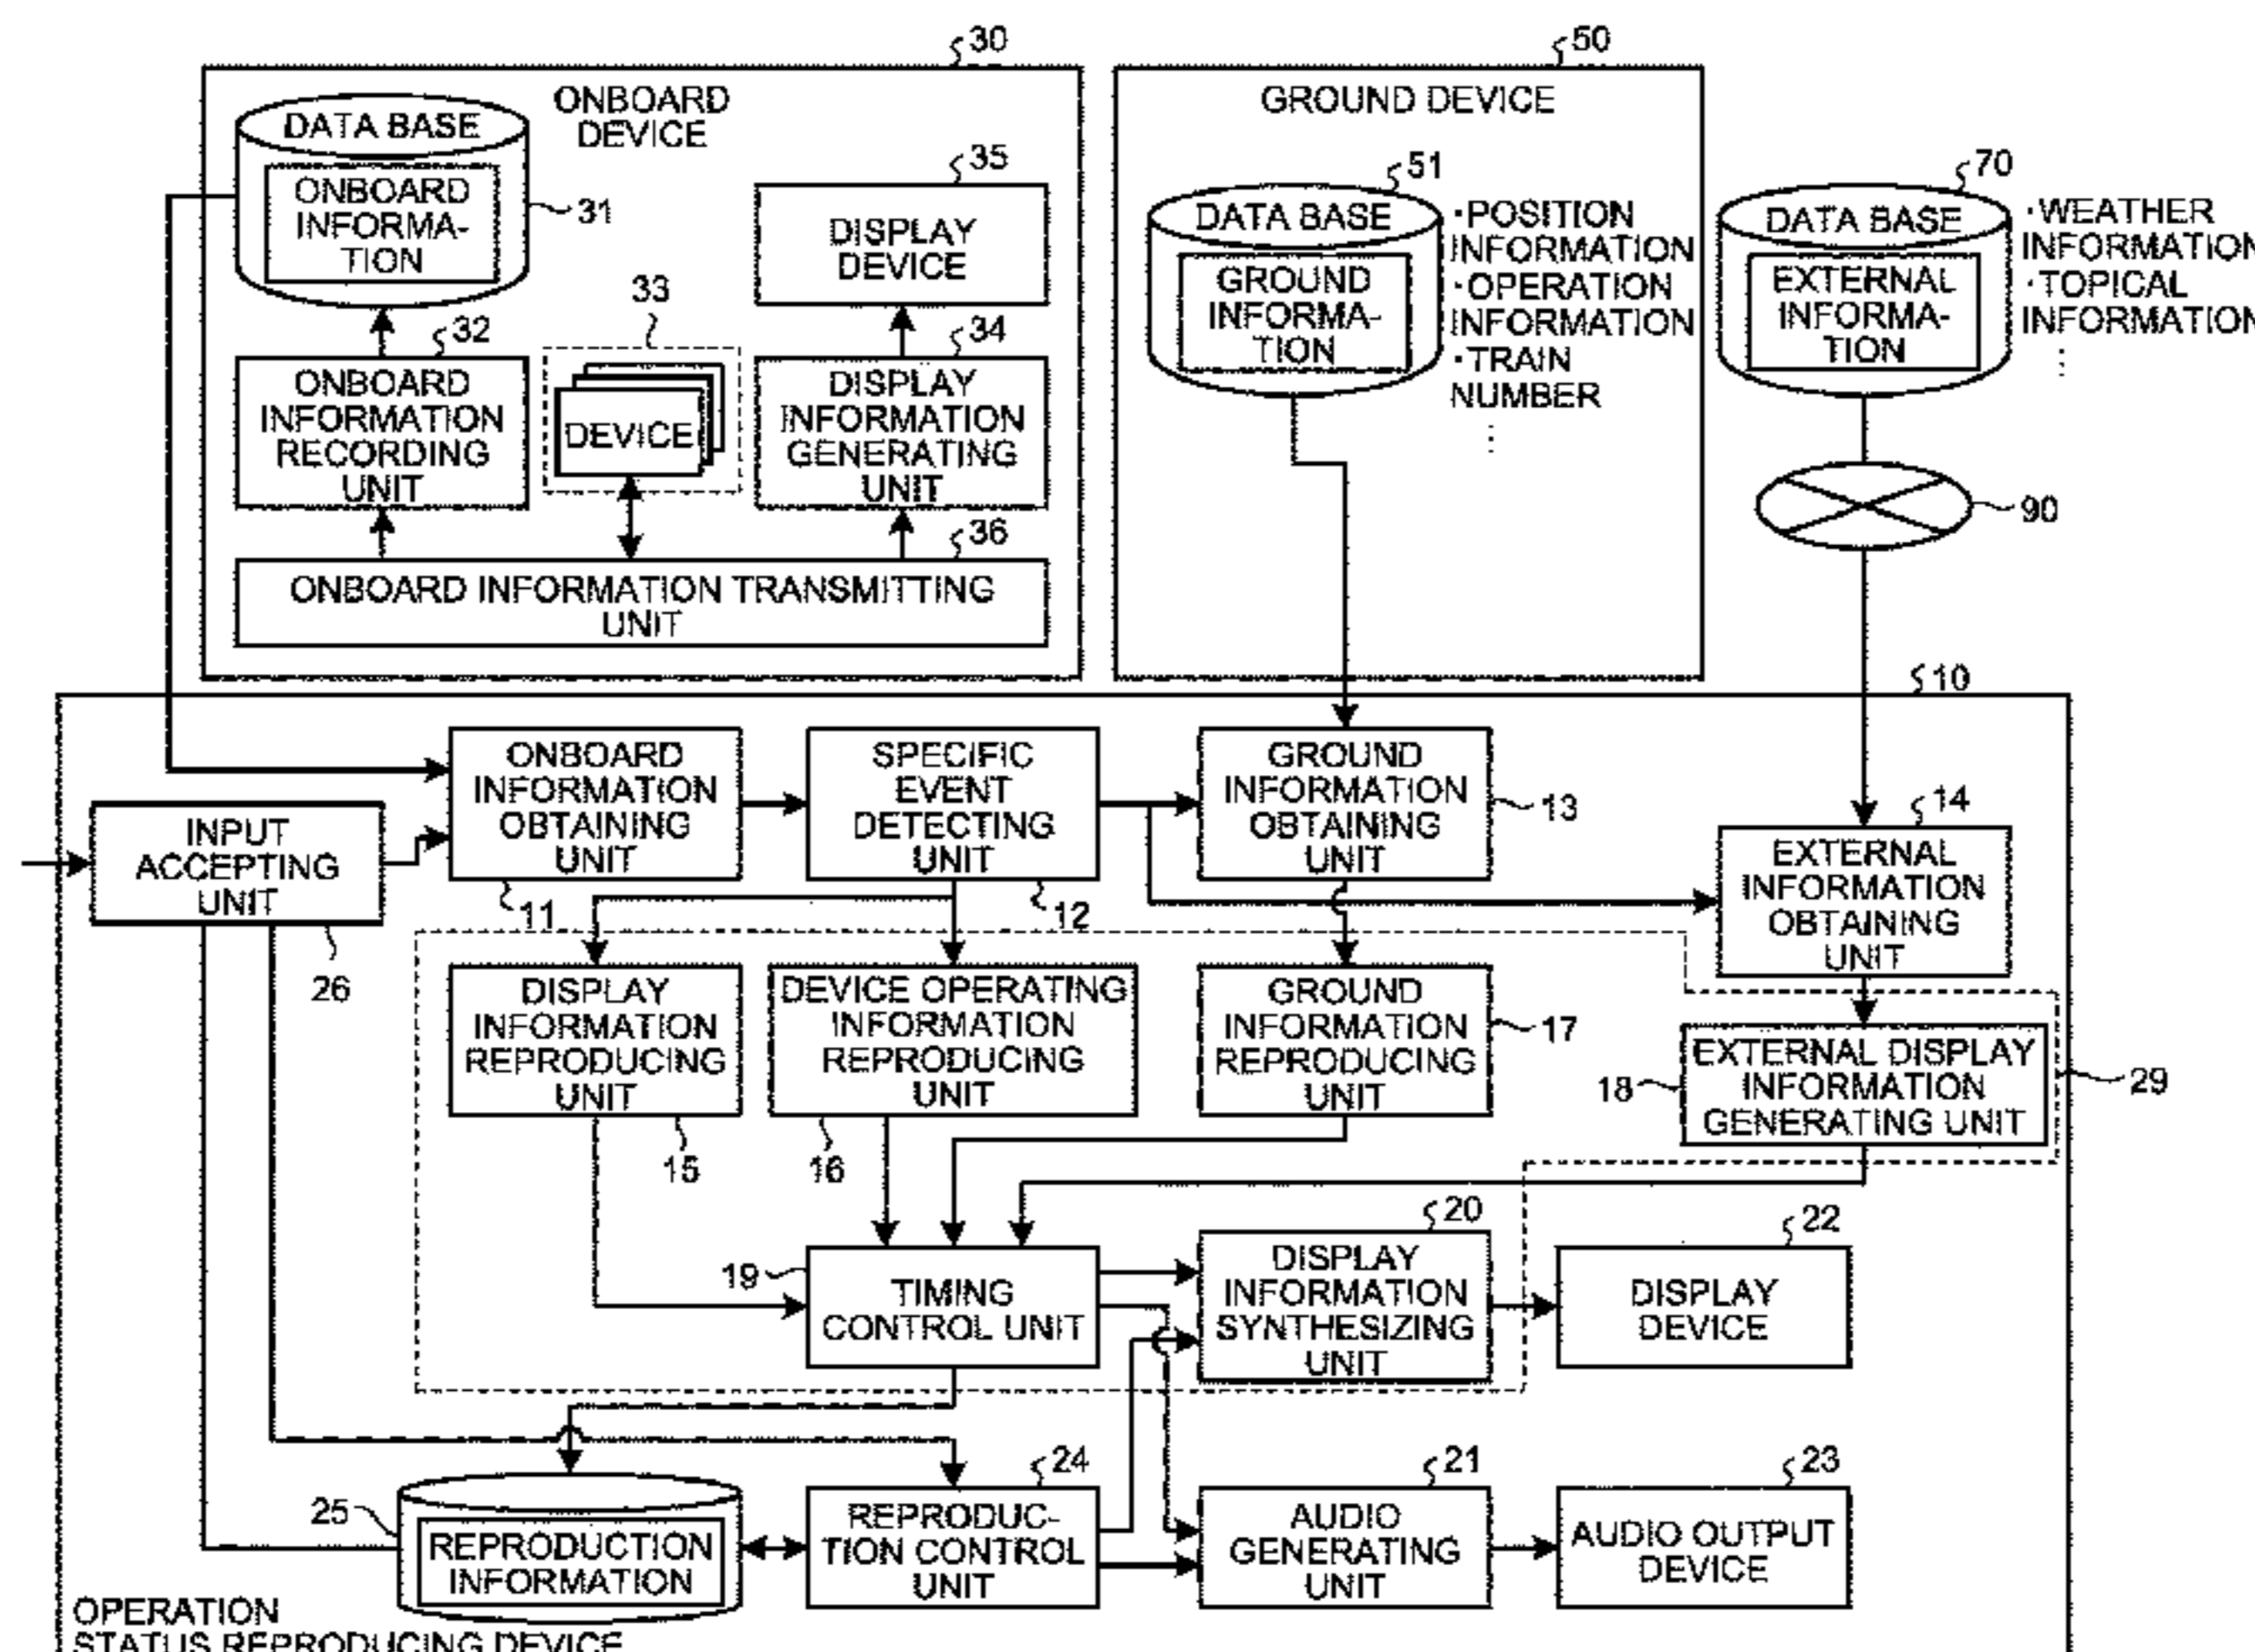 30
50
ONBOARD
DEVICE
GROUND DEVICE
DATA BASE
ONBOARD
INFORMA-
TION
31
35
DISPLAY
DEVICE
51
DATA BASE
GROUND
INFORMA-
TION
·POSITION
INFORMATION
·OPERATION
INFORMATION
·TRAIN
NUMBER
⋮
70
DATA BASE
EXTERNAL
INFORMA-
TION
·WEATHER
INFORMATION
·TOPICAL
INFORMATION
⋮
32
ONBOARD
INFORMATION
RECORDING
UNIT
33
DEVICE
34
DISPLAY
INFORMATION
GENERATING
UNIT
90
36
ONBOARD INFORMATION TRANSMITTING
UNIT
10
ONBOARD
INFORMATION
OBTAINING
UNIT
11
SPECIFIC
EVENT
DETECTING
UNIT
12
GROUND
INFORMATION
OBTAINING
UNIT
13
14
EXTERNAL
INFORMATION
OBTAINING
UNIT
INPUT
ACCEPTING
UNIT
26
DISPLAY
INFORMATION
REPRODUCING
UNIT
15
DEVICE OPERATING
INFORMATION
REPRODUCING
UNIT
16
GROUND
INFORMATION
REPRODUCING
UNIT
17
18
EXTERNAL DISPLAY
INFORMATION
GENERATING UNIT
29
19
TIMING
CONTROL UNIT
20
DISPLAY
INFORMATION
SYNTHESIZING
UNIT
22
DISPLAY
DEVICE
25
REPRODUCTION
INFORMATION
24
REPRODUC-
TION CONTROL
UNIT
21
AUDIO
GENERATING
UNIT
23
AUDIO OUTPUT
DEVICE
OPERATION
STATUS REPRODUCING DEVICE